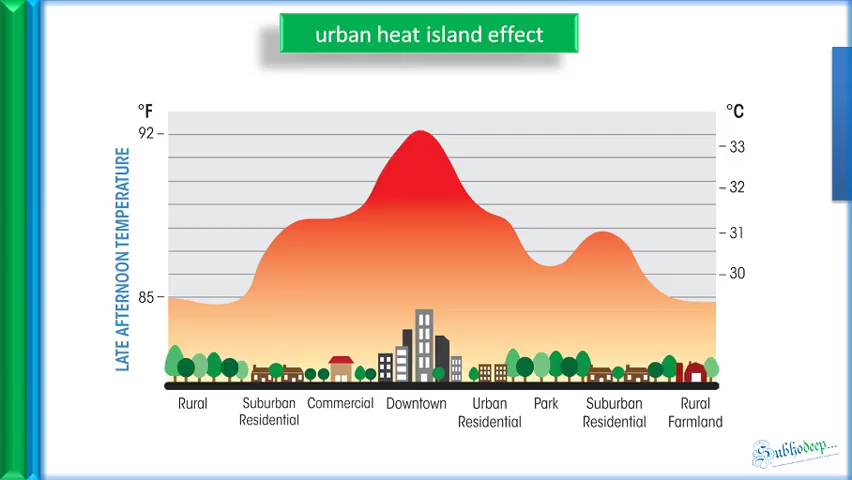 urban heat island effect
°F
°C
92
33
32
31
30
85
LATE AFTERNOON TEMPERATURE
Rural
Suburban
Residential
Commercial
Downtown
Urban
Residential
Park
Suburban
Residential
Rural
Farmland
Subhodeep...